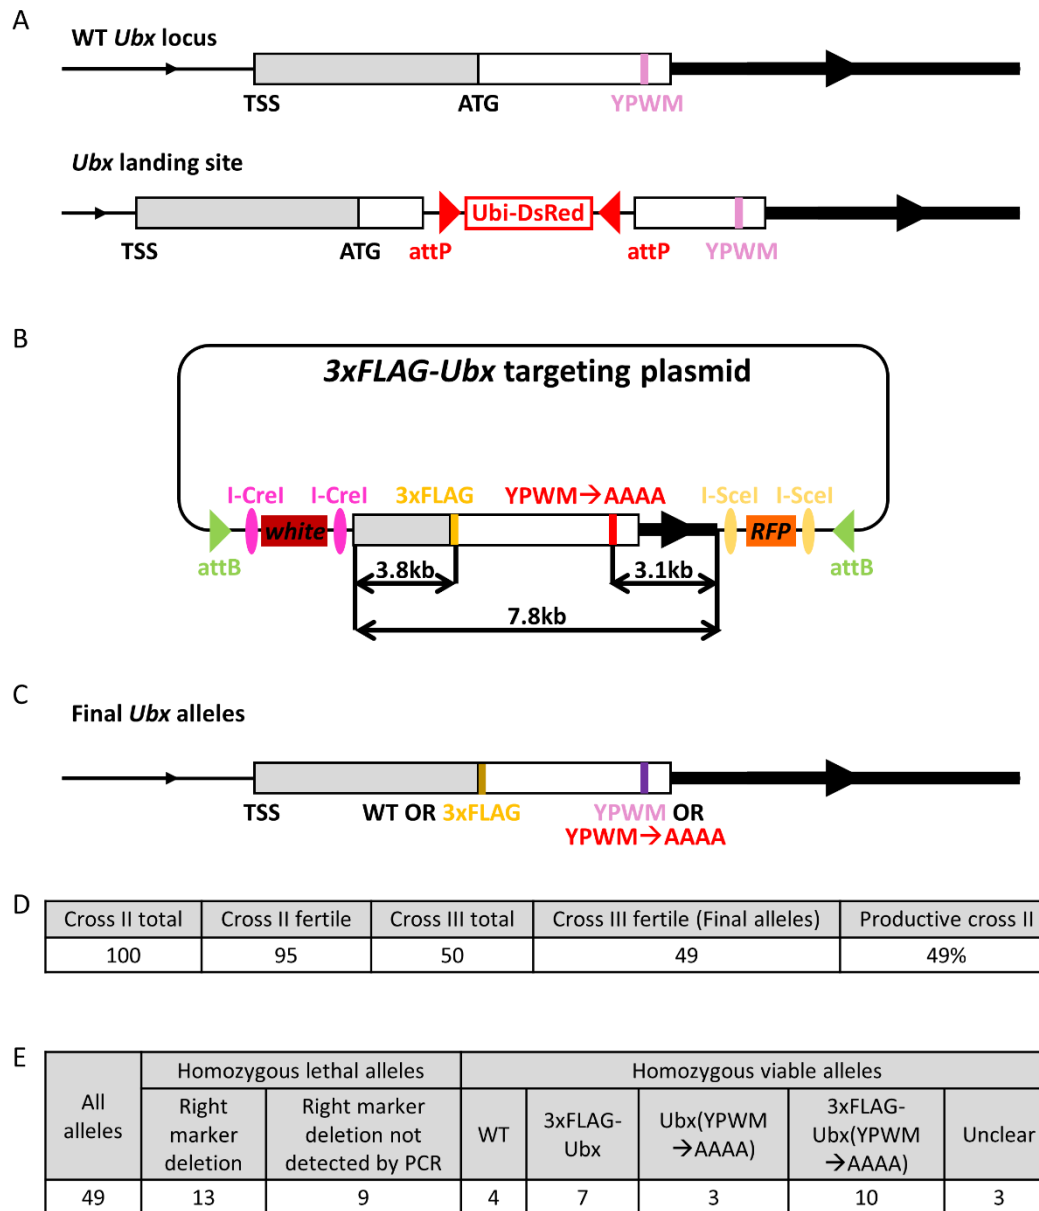 A
WT Ubx locus
TSS ATG YPWM
Ubx landing site
Ubi-DsRed
TSS ATG attP attP YPWM
B
3xFLAG-Ubx targeting plasmid
I-CreI I-CreI 3xFLAG YPWM→AAAA I-SceI I-SceI
white RFP
attB attB
3.8kb 3.1kb
7.8kb
C
Final Ubx alleles
TSS WT OR 3xFLAG YPWM OR
YPWM→AAAA
D
Cross II total Cross II fertile Cross III total Cross III fertile (Final alleles) Productive cross II
100 95 50 49 49%
E
All alleles
Homozygous lethal alleles Homozygous viable alleles
Right marker deletion
Right marker deletion not detected by PCR
WT
3xFLAG-Ubx
Ubx(YPWM→AAAA)
3xFLAG-Ubx(YPWM→AAAA)
Unclear
49 13 9 4 7 3 10 3